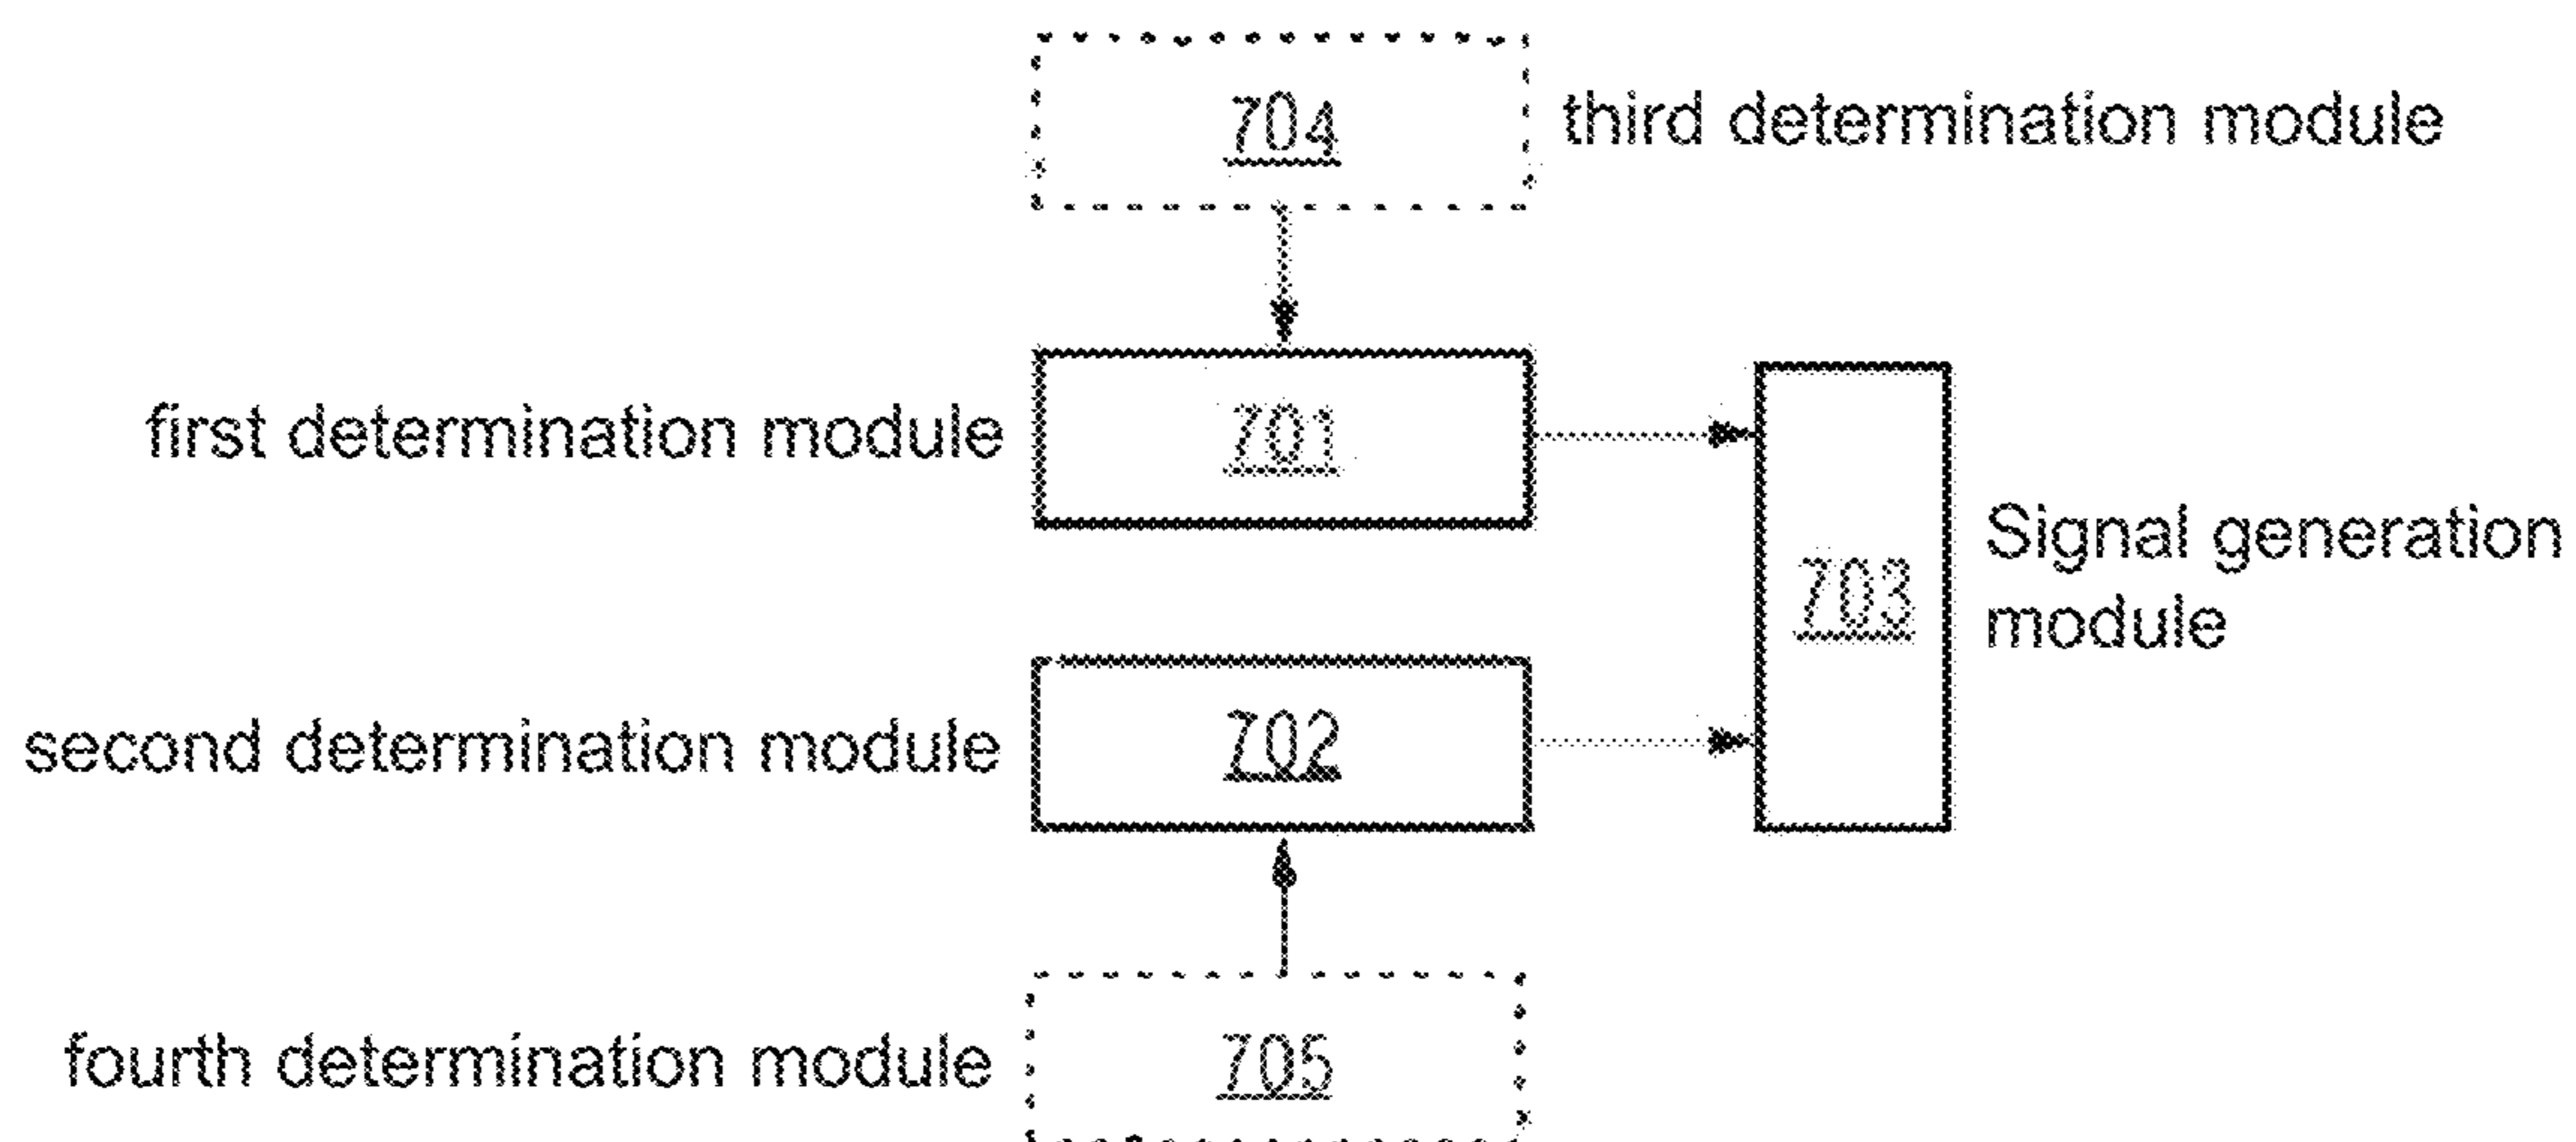 704
third determination module
first determination module
701
Signal generation
module
703
second determination module
702
fourth determination module
705